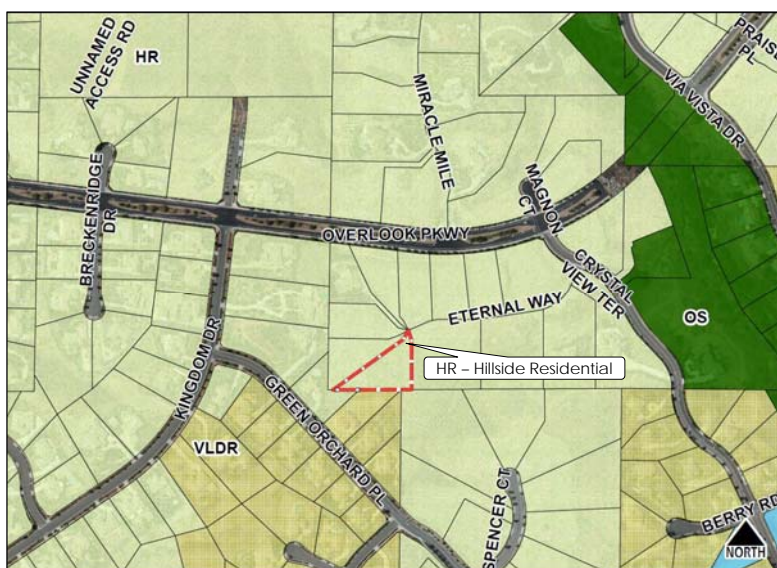 UNNAMED
ACCESS RD
HR
PRAISE
PL
VIA VISTA DR
MIRACLE MILE
MAGNON
CT
BRECKENRIDGE
DR
OVERLOOK PKWY
CRYSTAL
VIEW TER
ETERNAL WAY
OS
HR – Hillside Residential
KINGDOM DR
GREEN ORCHARD PL
VLDR
SPENCER CT
BERRY RD
NORTH